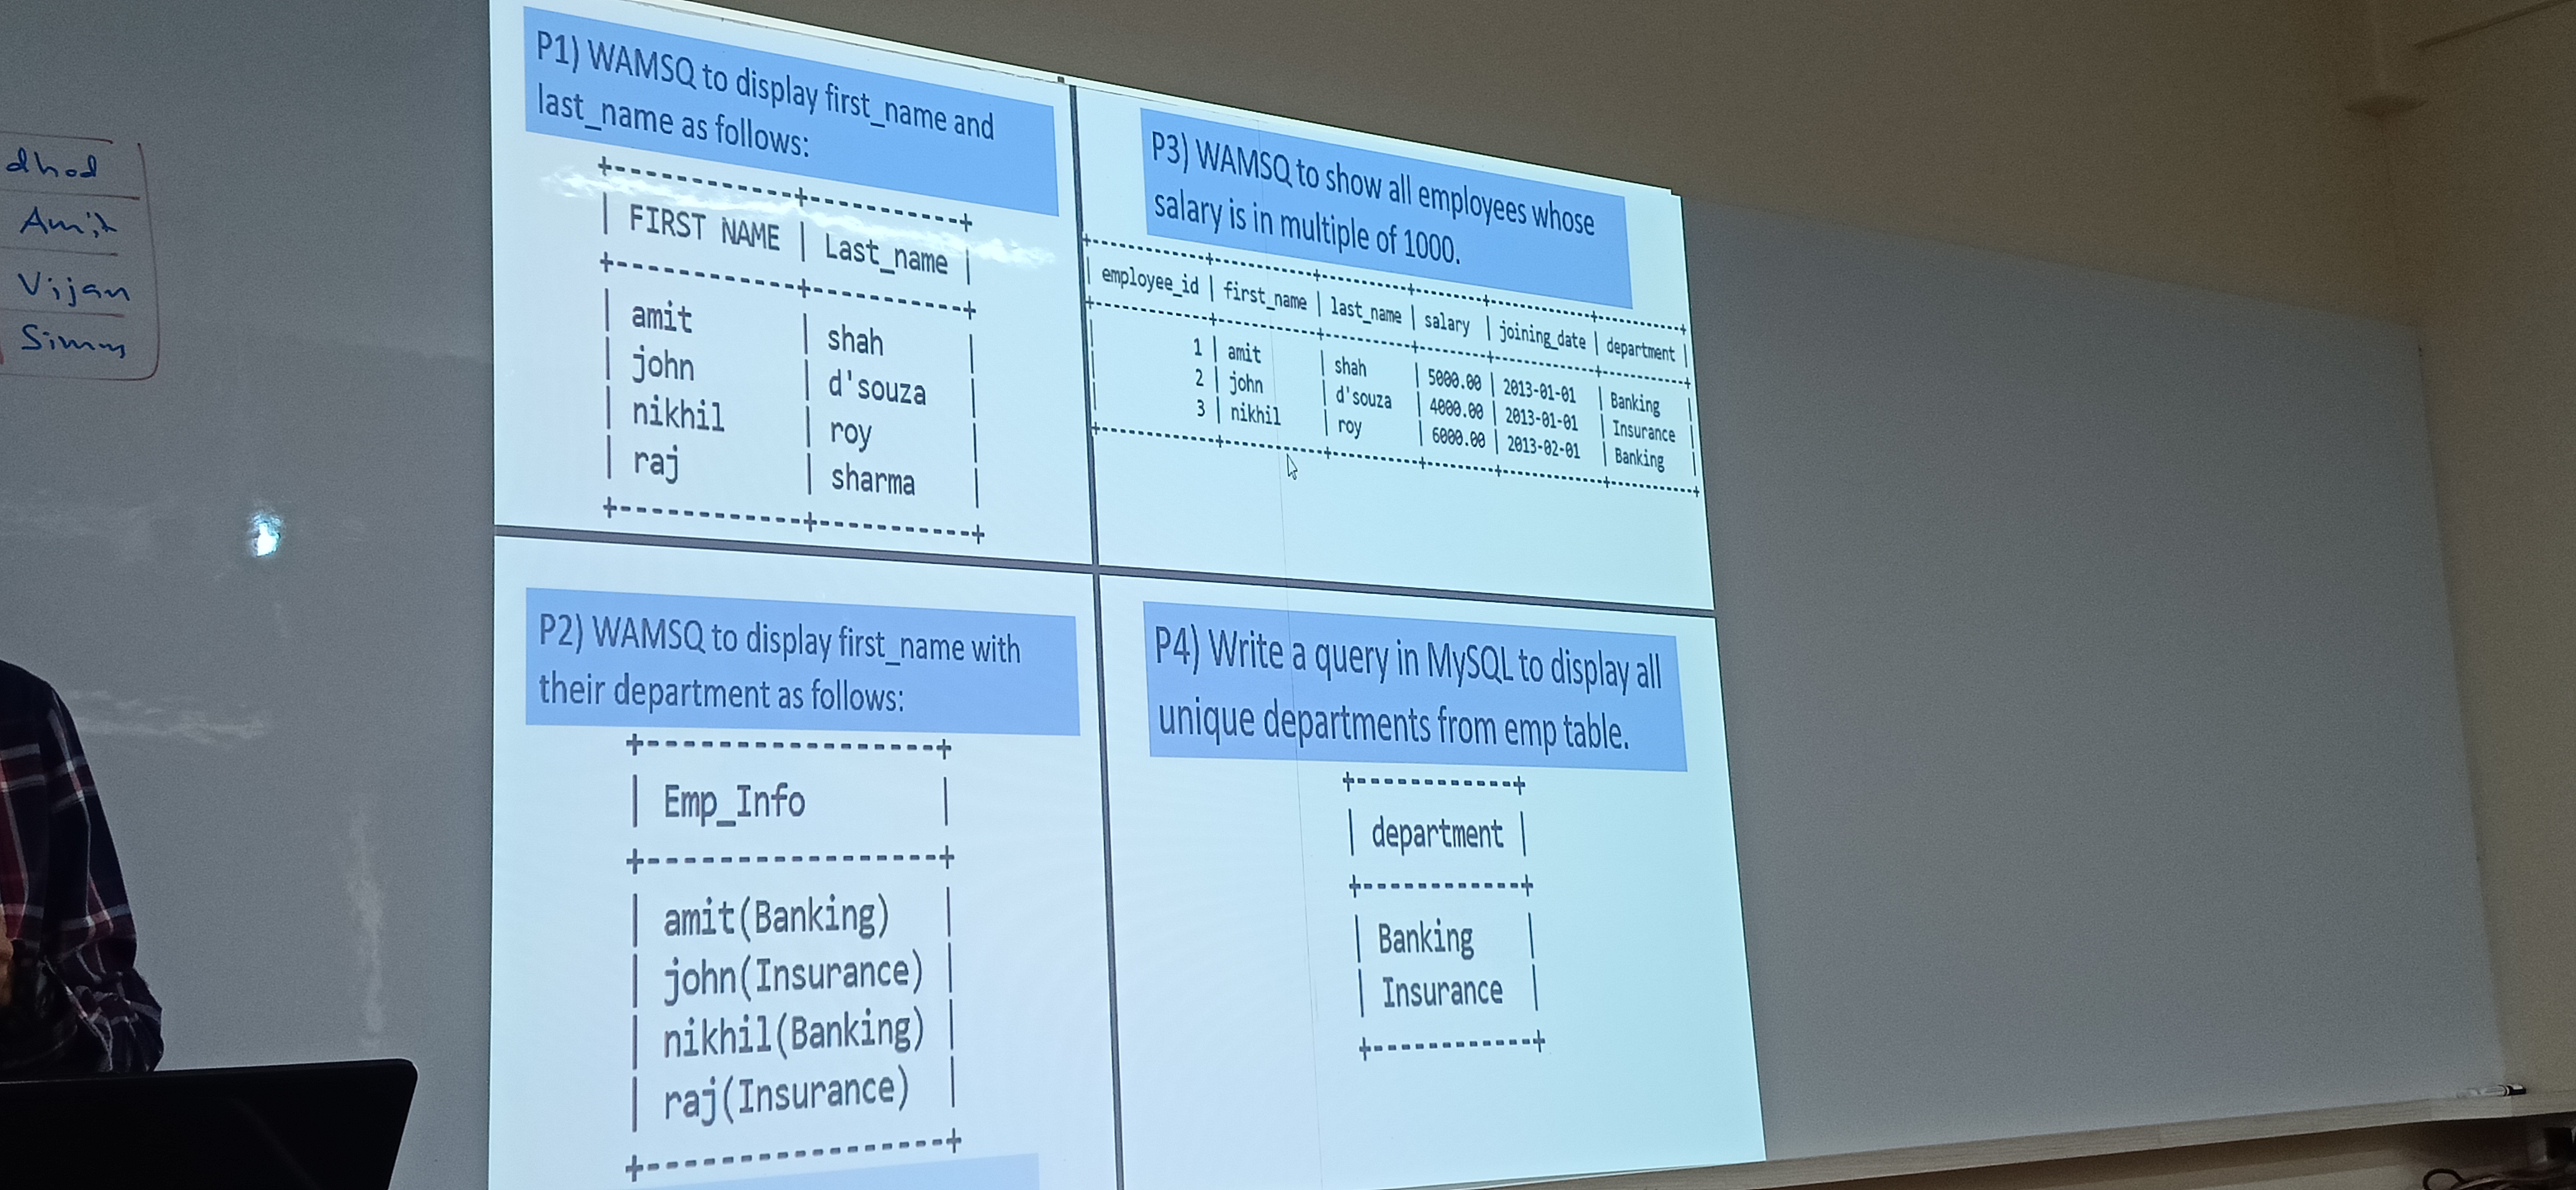 dhod
Amit
Vijan
P1) WAMSQ to display first_name and
last_name as follows:
+------------+-----------+
| FIRST NAME | Last_name |
+------------+-----------+
| amit | shah |
| john | d'souza |
| nikhil | roy |
| raj | sharma |
+------------+-----------+
P2) WAMSQ to display first_name with
their department as follows:
+-----------------+
| Emp_Info |
+-----------------+
| amit(Banking) |
| john(Insurance) |
| nikhil(Banking) |
| raj(Insurance) |
+-----------------+
P3) WAMSQ to show all employees whose
salary is in multiple of 1000.
+-------------+------------+-----------+---------+--------------+------------+
| employee_id | first_name | last_name | salary | joining_date | department |
+-------------+------------+-----------+---------+--------------+------------+
| 1 | amit | shah | 5000.00 | 2013-01-01 | Banking |
| 2 | john | d'souza | 4000.00 | 2013-01-01 | Insurance |
| 3 | nikhil | roy | 6000.00 | 2013-02-01 | Banking |
+-------------+------------+-----------+---------+--------------+------------+
P4) Write a query in MySQL to display all
unique departments from emp table.
+------------+
| department |
+------------+
| Banking |
| Insurance |
+------------+